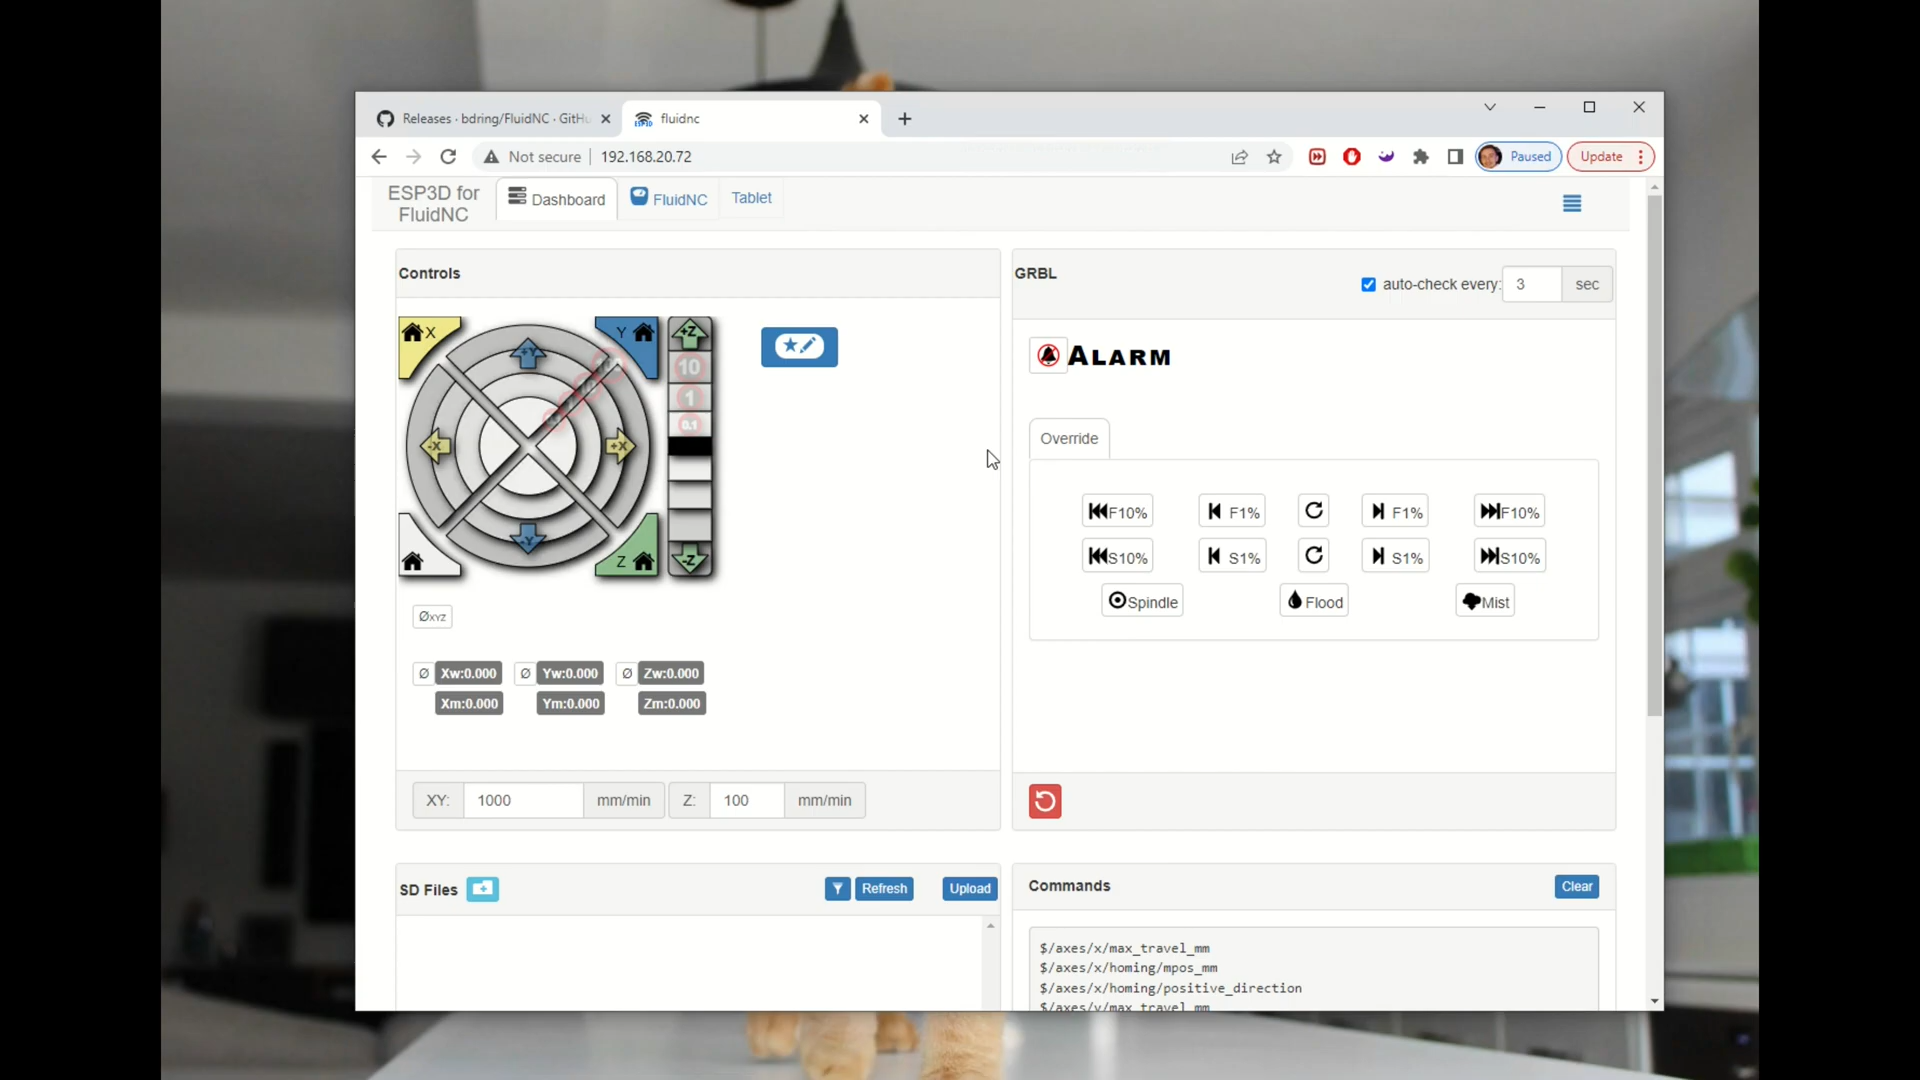 Releases · bdring/FluidNC · GitHu
fluidnc
Not secure
192.168.20.72
Paused
Update
ESP3D for
FluidNC
Dashboard
FluidNC
Tablet
Controls
X
Y
+Z
+Y
10
1
0.1
-X
+X
-Y
Z
-Z
ØXYZ
Ø Xw:0.000 Ø Yw:0.000 Ø Zw:0.000
Xm:0.000 Ym:0.000 Zm:0.000
XY: 1000 mm/min Z: 100 mm/min
GRBL
auto-check every: 3 sec
ALARM
Override
F10% F1% F1% F10%
S10% S1% S1% S10%
Spindle Flood Mist
SD Files
Refresh
Upload
Commands
Clear
$/axes/x/max_travel_mm
$/axes/x/homing/mpos_mm
$/axes/x/homing/positive_direction
$/axes/y/max_travel_mm